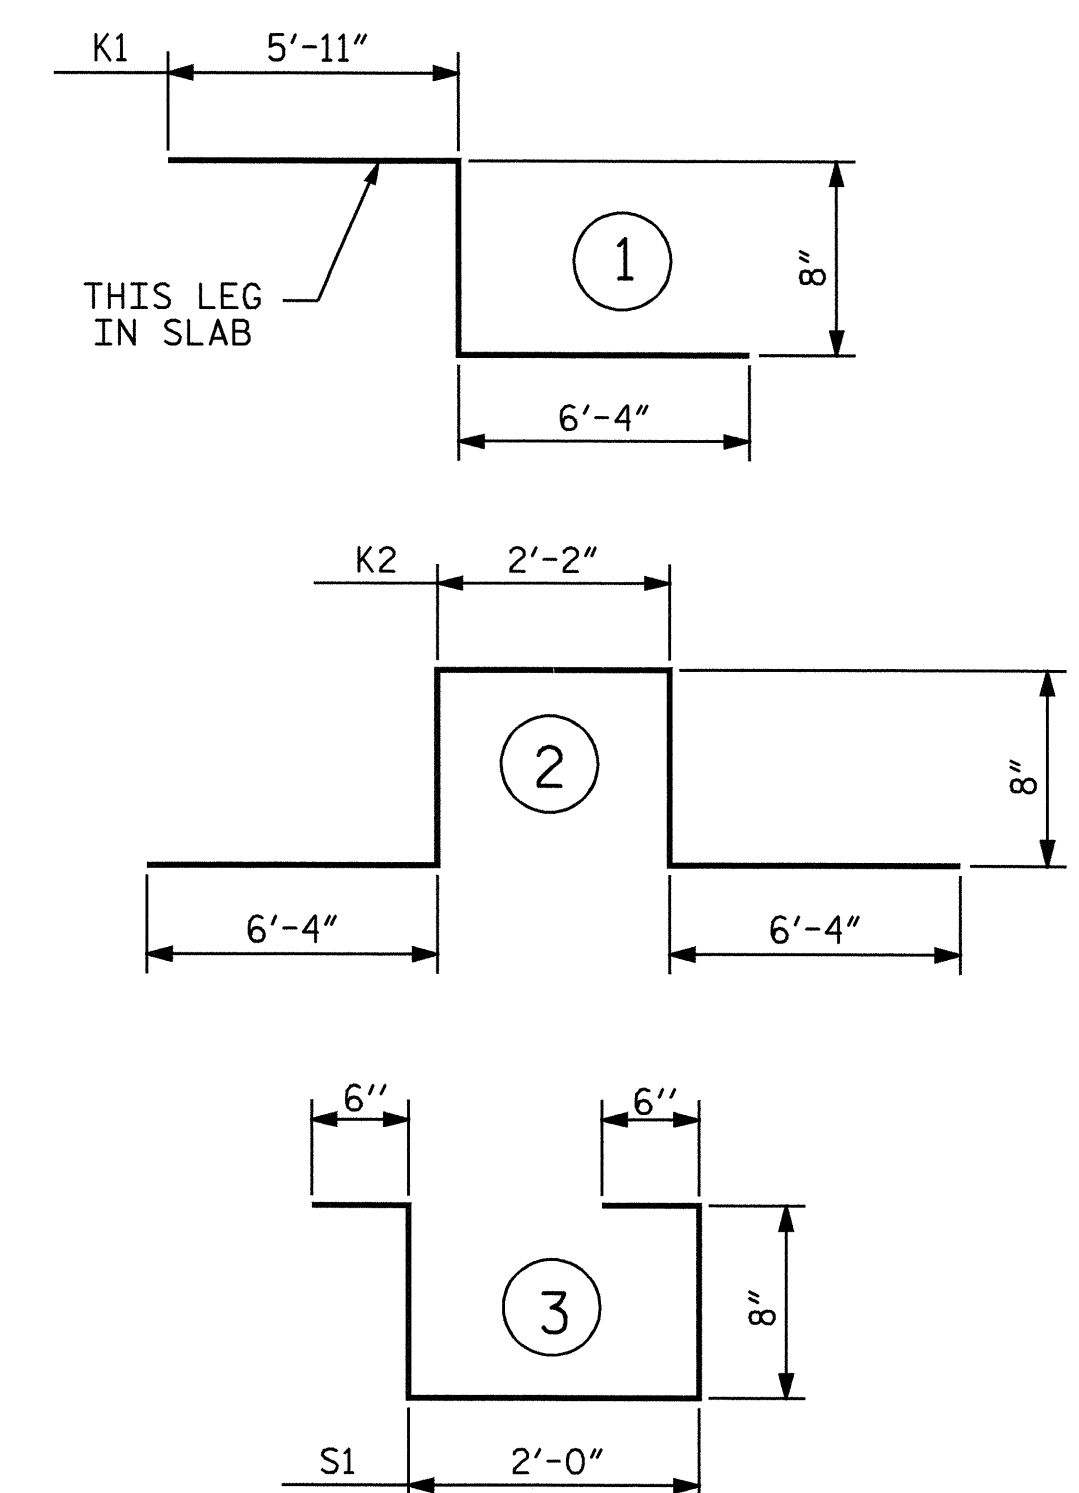 K1 5'-11"
1
8"
THIS LEG
IN SLAB
6'-4"
K2 2'-2"
2
8"
6'-4" 6'-4"
6'' 6''
3
8"
S1 2'-0"